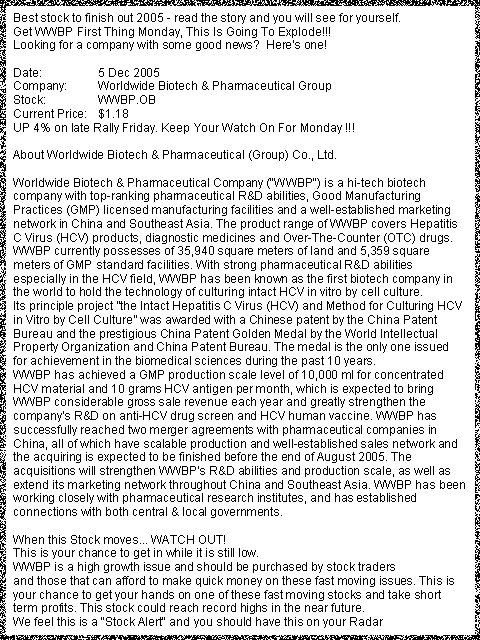 Best stock to finish out 2005 - read the story and you will see for yourself.
Get WWBP First Thing Monday, This Is Going To Explode!!!
Looking for a company with some good news? Here's one!
Date: 5 Dec 2005
Company: Worldwide Biotech & Pharmaceutical Group
Stock: WWBP.OB
Current Price: $1.18
UP 4% on late Rally Friday. Keep Your Watch On For Monday !!!
About Worldwide Biotech & Pharmaceutical (Group) Co., Ltd.
Worldwide Biotech & Pharmaceutical Company ("WWBP") is a hi-tech biotech
company with top-ranking pharmaceutical R&D abilities, Good Manufacturing
Practices (GMP) licensed manufacturing facilities and a well-established marketing
network in China and Southeast Asia. The product range of WWBP covers Hepatitis
C Virus (HCV) products, diagnostic medicines and Over-The-Counter (OTC) drugs.
WWBP currently possesses of 35,940 square meters of land and 5,359 square
meters of GMP standard facilities. With strong pharmaceutical R&D abilities
especially in the HCV field, WWBP has been known as the first biotech company in
the world to hold the technology of culturing intact HCV in vitro by cell culture.
Its principle project "the Intact Hepatitis C Virus (HCV) and Method for Culturing HCV
in Vitro by Cell Culture" was awarded with a Chinese patent by the China Patent
Bureau and the prestigious China Patent Golden Medal by the World Intellectual
Property Organization and China Patent Bureau. The medal is the only one issued
for achievement in the biomedical sciences during the past 10 years.
WWBP has achieved a GMP production scale level of 10,000 ml for concentrated
HCV material and 10 grams HCV antigen per month, which is expected to bring
WWBP considerable gross sale revenue each year and greatly strengthen the
company's R&D on anti-HCV drug screen and HCV human vaccine. WWBP has
successfully reached two merger agreements with pharmaceutical companies in
China, all of which have scalable production and well-established sales network and
the acquiring is expected to be finished before the end of August 2005. The
acquisitions will strengthen WWBP's R&D abilities and production scale, as well as
extend its marketing network throughout China and Southeast Asia. WWBP has been
working closely with pharmaceutical research institutes, and has established
connections with both central & local governments.
When this Stock moves... WATCH OUT!
This is your chance to get in while it is still low.
WWBP is a high growth issue and should be purchased by stock traders
and those that can afford to make quick money on these fast moving issues. This is
your chance to get your hands on one of these fast moving stocks and take short
term profits. This stock could reach record highs in the near future.
We feel this is a "Stock Alert" and you should have this on your Radar